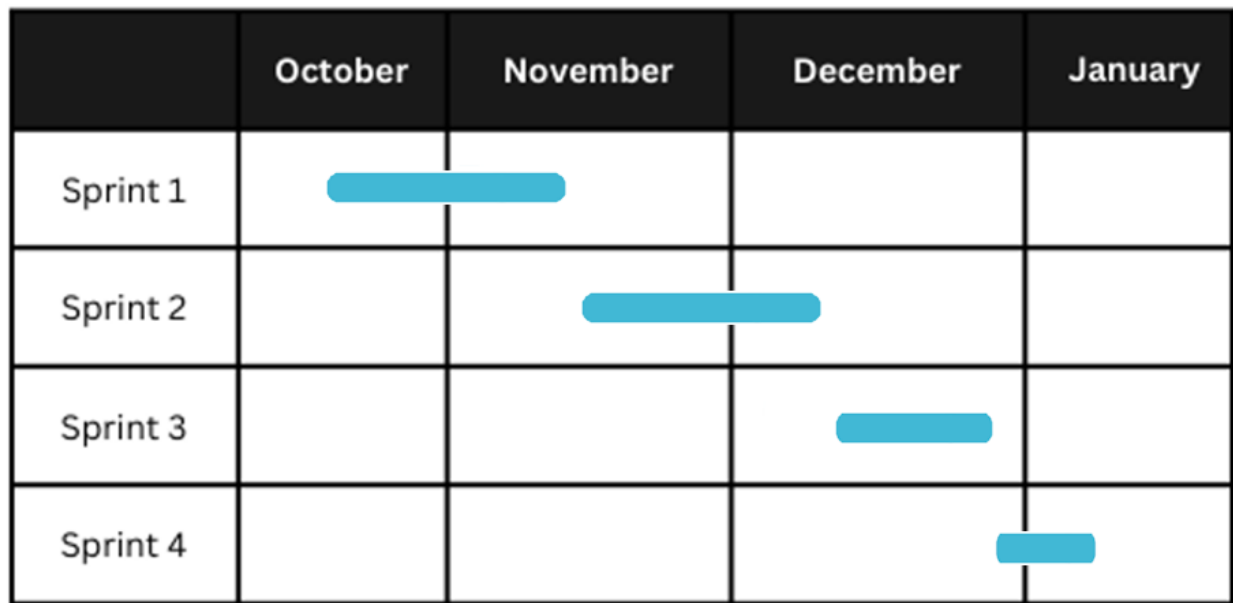 October November December January
Sprint 1
Sprint 2
Sprint 3
Sprint 4